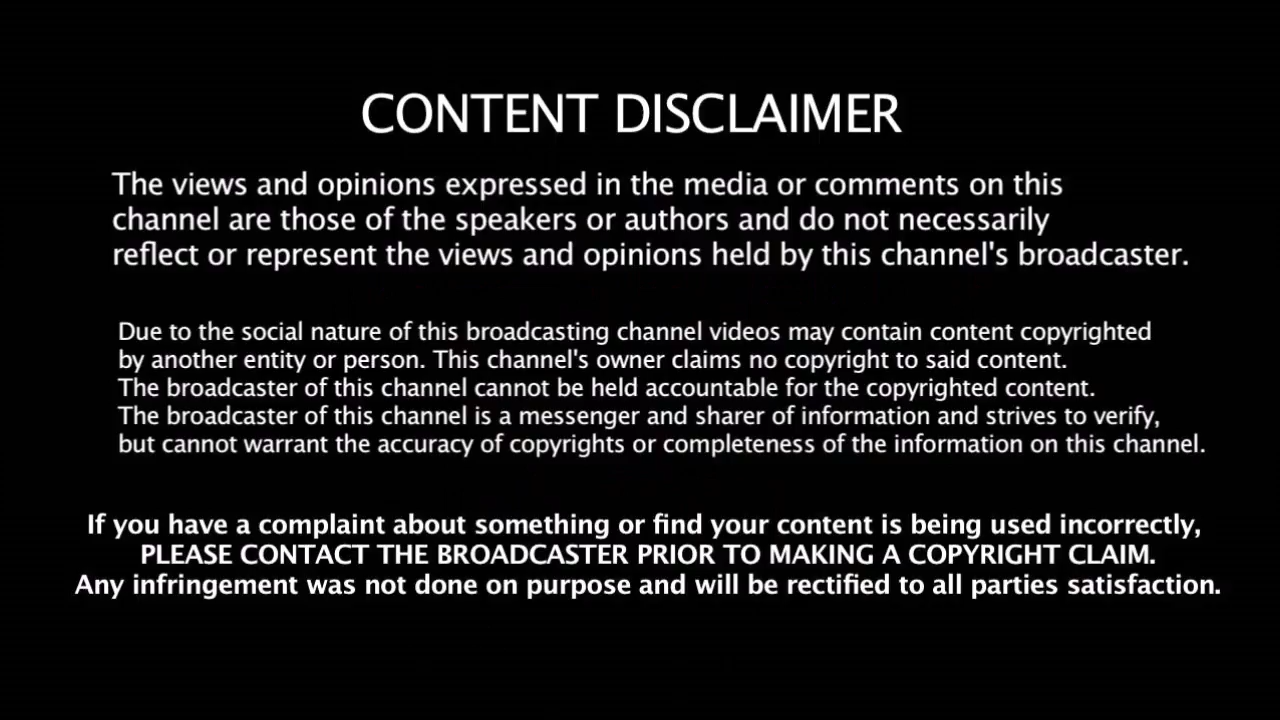 CONTENT DISCLAIMER
The views and opinions expressed in the media or comments on this
channel are those of the speakers or authors and do not necessarily
reflect or represent the views and opinions held by this channel's broadcaster.
Due to the social nature of this broadcasting channel videos may contain content copyrighted
by another entity or person. This channel's owner claims no copyright to said content.
The broadcaster of this channel cannot be held accountable for the copyrighted content.
The broadcaster of this channel is a messenger and sharer of information and strives to verify,
but cannot warrant the accuracy of copyrights or completeness of the information on this channel.
If you have a complaint about something or find your content is being used incorrectly,
PLEASE CONTACT THE BROADCASTER PRIOR TO MAKING A COPYRIGHT CLAIM.
Any infringement was not done on purpose and will be rectified to all parties satisfaction.